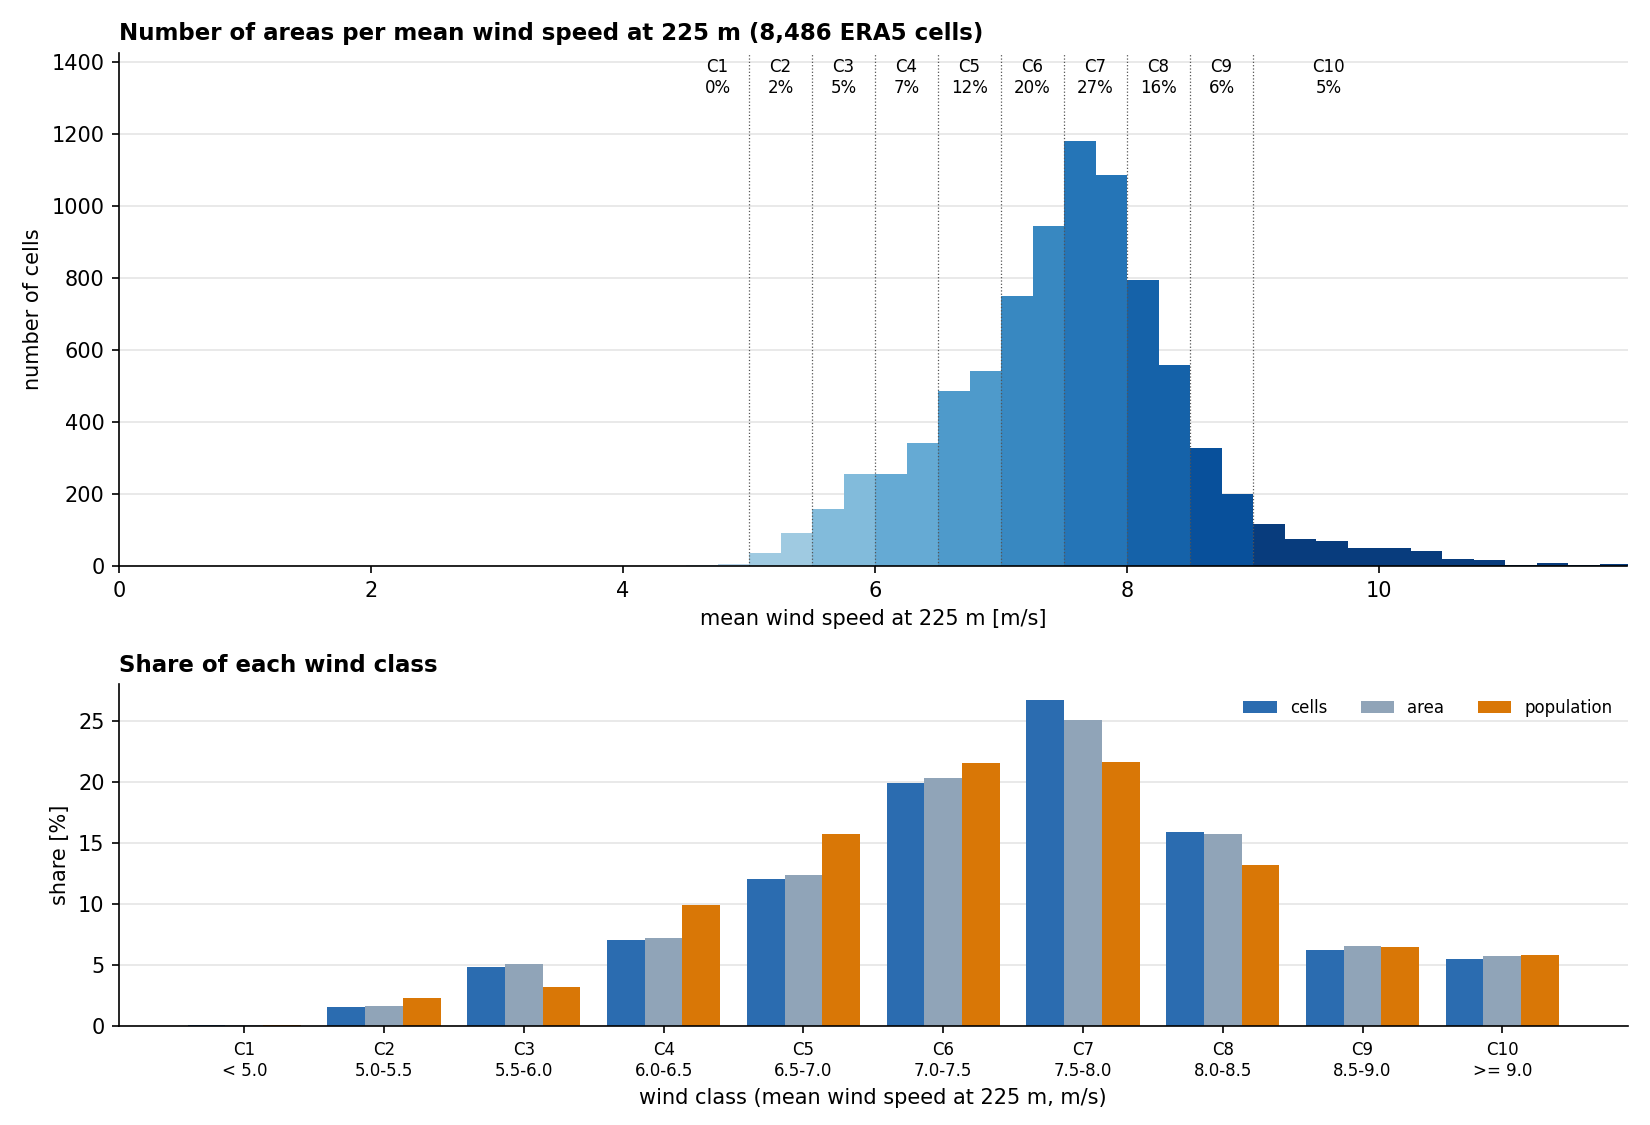 Number of areas per mean wind speed at 225 m (8,486 ERA5 cells)
1400
1200
1000
800
600
400
200
0
number of cells
C1 C2 C3 C4 C5 C6 C7 C8 C9 C10
0% 2% 5% 7% 12% 20% 27% 16% 6% 5%
0 2 4 6 8 10
mean wind speed at 225 m [m/s]
Share of each wind class
cells area population
25
20
15
10
5
0
share [%]
C1 C2 C3 C4 C5 C6 C7 C8 C9 C10
< 5.0 5.0-5.5 5.5-6.0 6.0-6.5 6.5-7.0 7.0-7.5 7.5-8.0 8.0-8.5 8.5-9.0 >= 9.0
wind class (mean wind speed at 225 m, m/s)